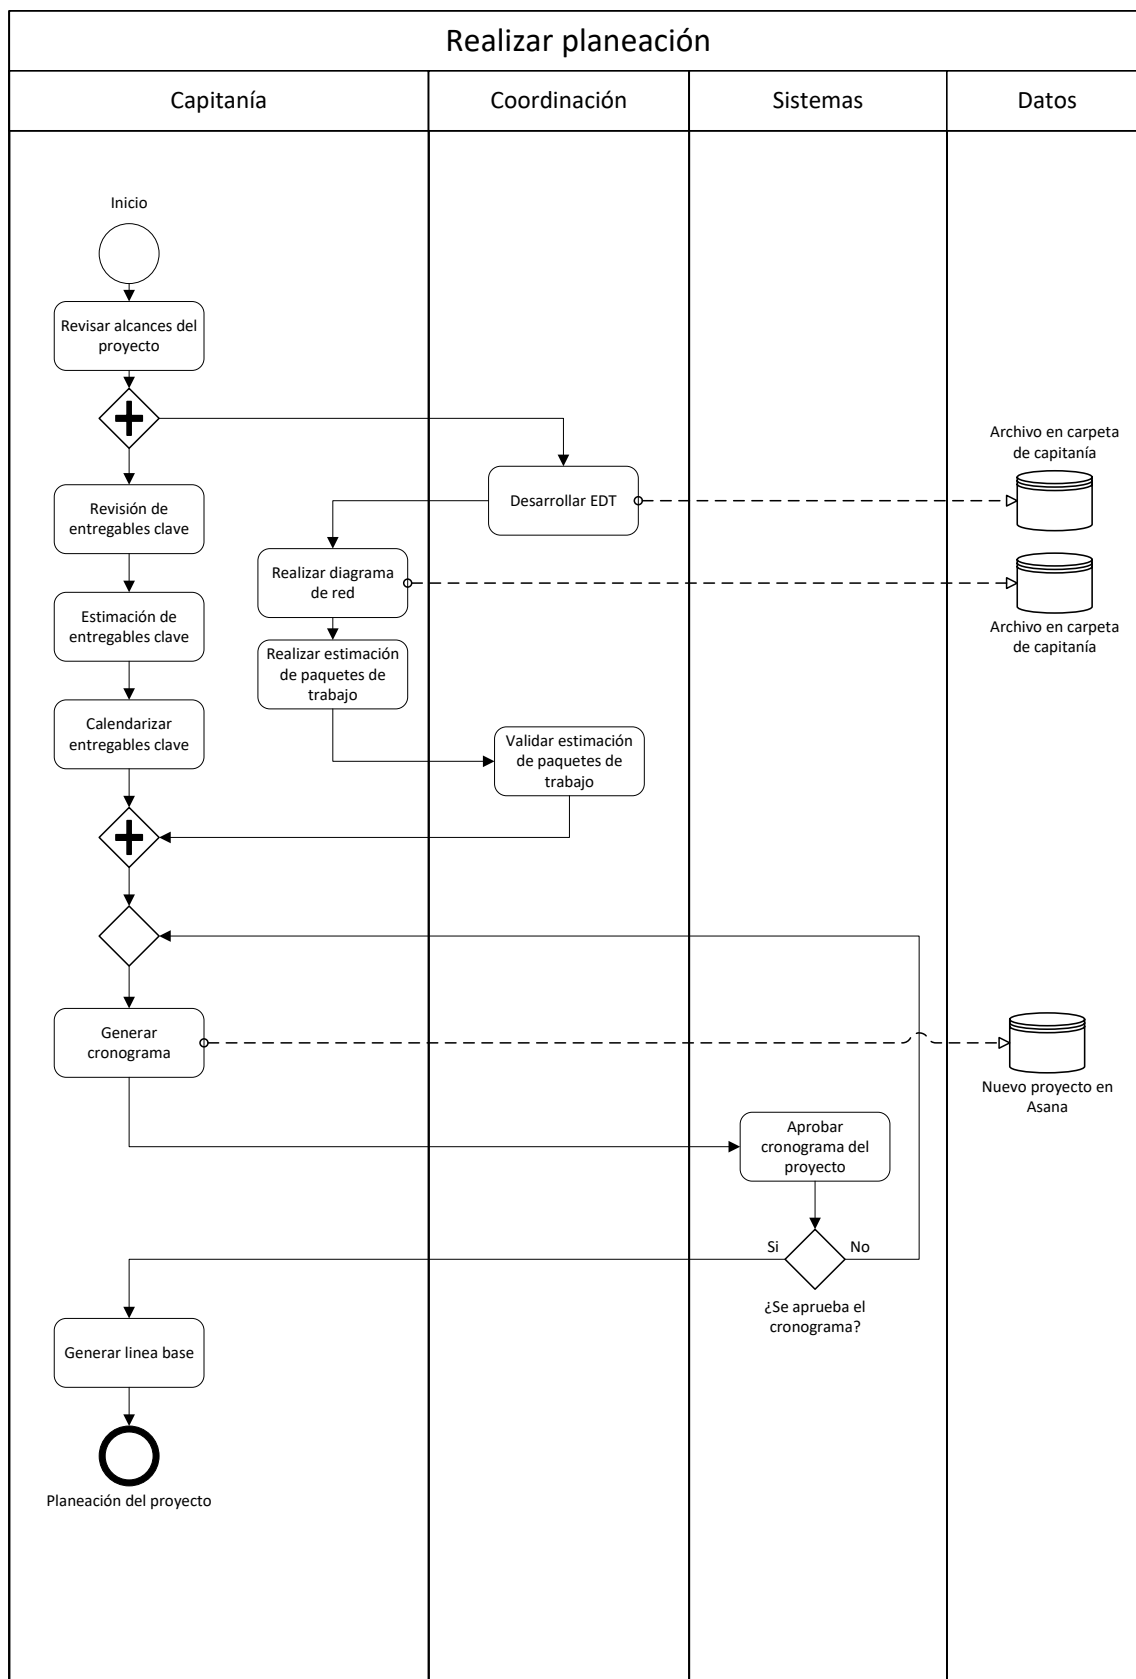 Realizar planeación
Capitanía
Coordinación
Sistemas
Datos
Inicio
Revisar alcances del
proyecto
Archivo en carpeta
de capitanía
Revisión de
entregables clave
Desarrollar EDT
Realizar diagrama
de red
Estimación de
entregables clave
Archivo en carpeta
de capitanía
Realizar estimación
de paquetes de
trabajo
Calendarizar
entregables clave
Validar estimación
de paquetes de
trabajo
Generar
cronograma
Nuevo proyecto en
Asana
Aprobar
cronograma del
proyecto
Si
No
¿Se aprueba el
cronograma?
Generar linea base
Planeación del proyecto